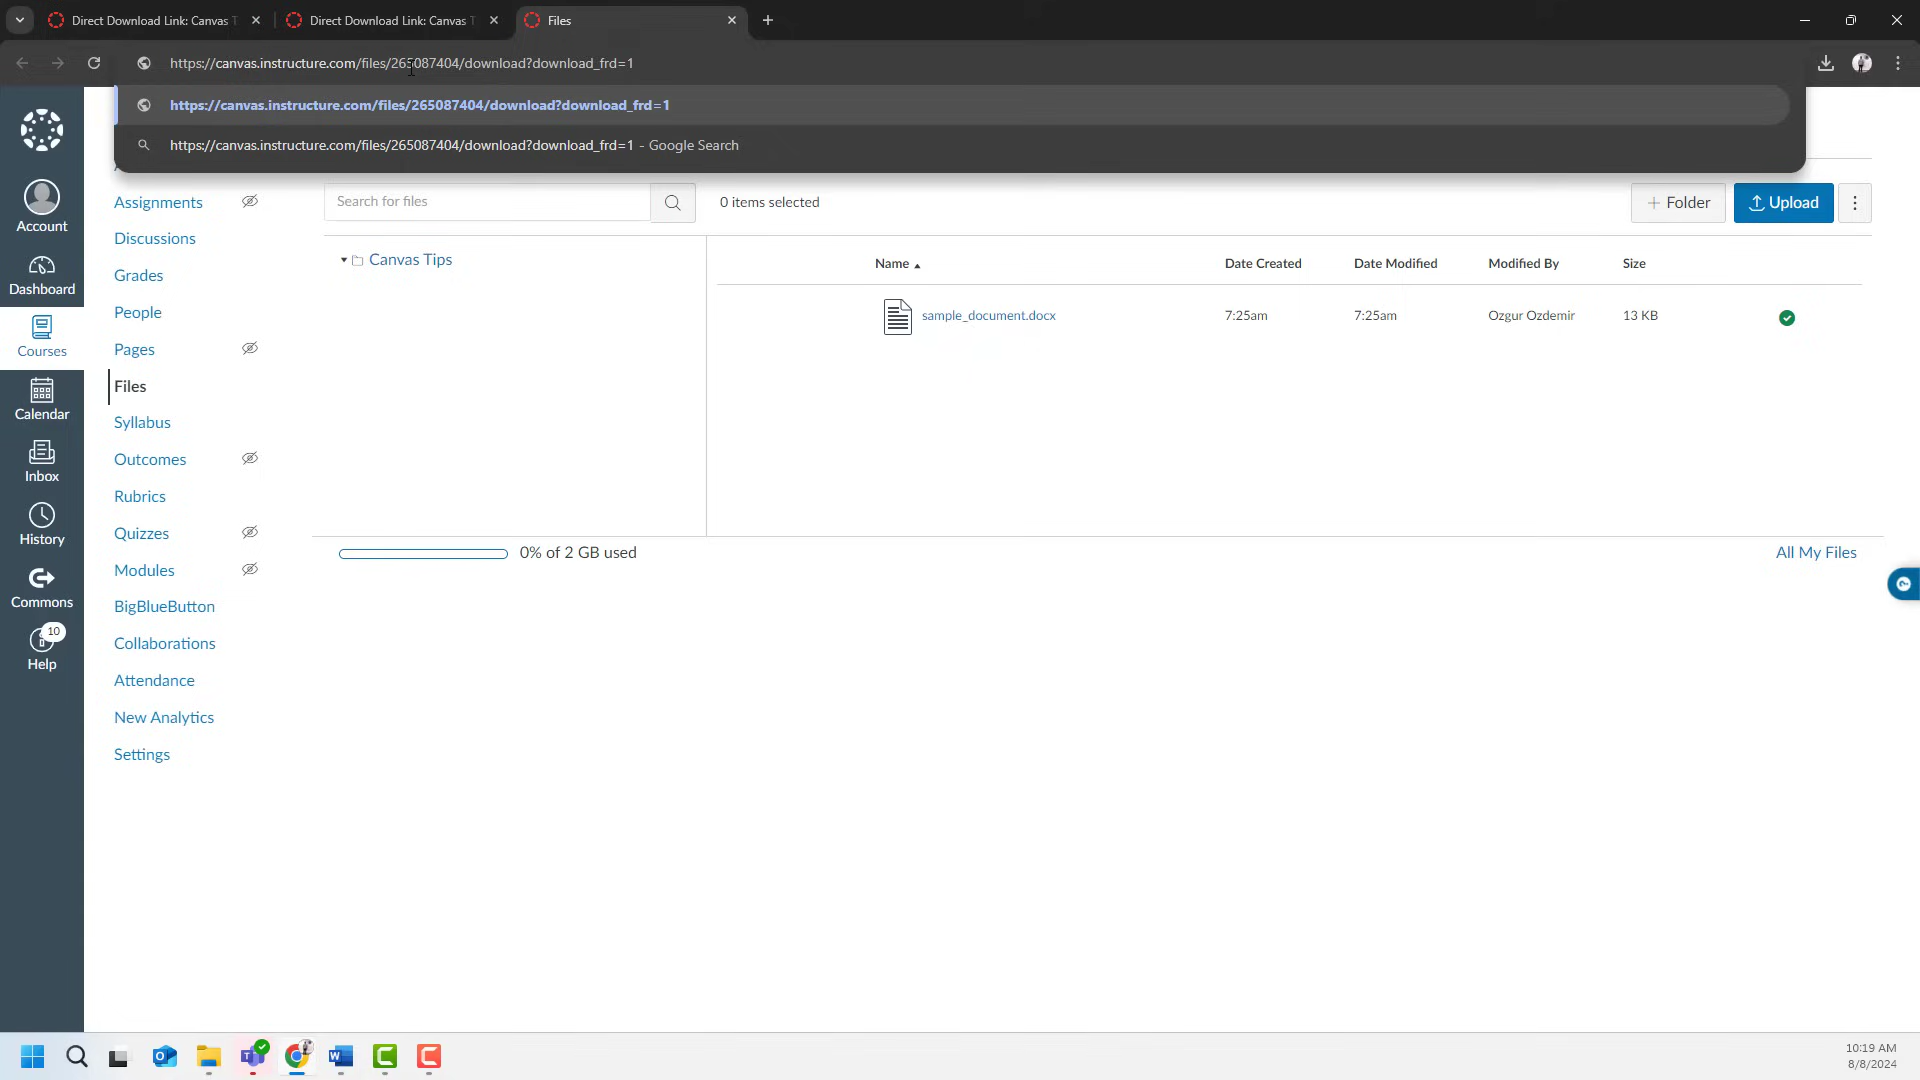 Direct Download Link: Canvas T
Direct Download Link: Canvas T
Files
https://canvas.instructure.com/files/265087404/download?download_frd=1
https://canvas.instructure.com/files/265087404/download?download_frd=1
https://canvas.instructure.com/files/265087404/download?download_frd=1 - Google Search
Account
Dashboard
Courses
Calendar
Inbox
History
Commons
10
Help
Assignments
Discussions
Grades
People
Pages
Files
Syllabus
Outcomes
Rubrics
Quizzes
Modules
BigBlueButton
Collaborations
Attendance
New Analytics
Settings
Search for files
0 items selected
+ Folder
Upload
Canvas Tips
Name Date Created Date Modified Modified By Size
sample_document.docx 7:25am 7:25am Ozgur Ozdemir 13 KB
0% of 2 GB used
All My Files
10:19 AM
8/8/2024